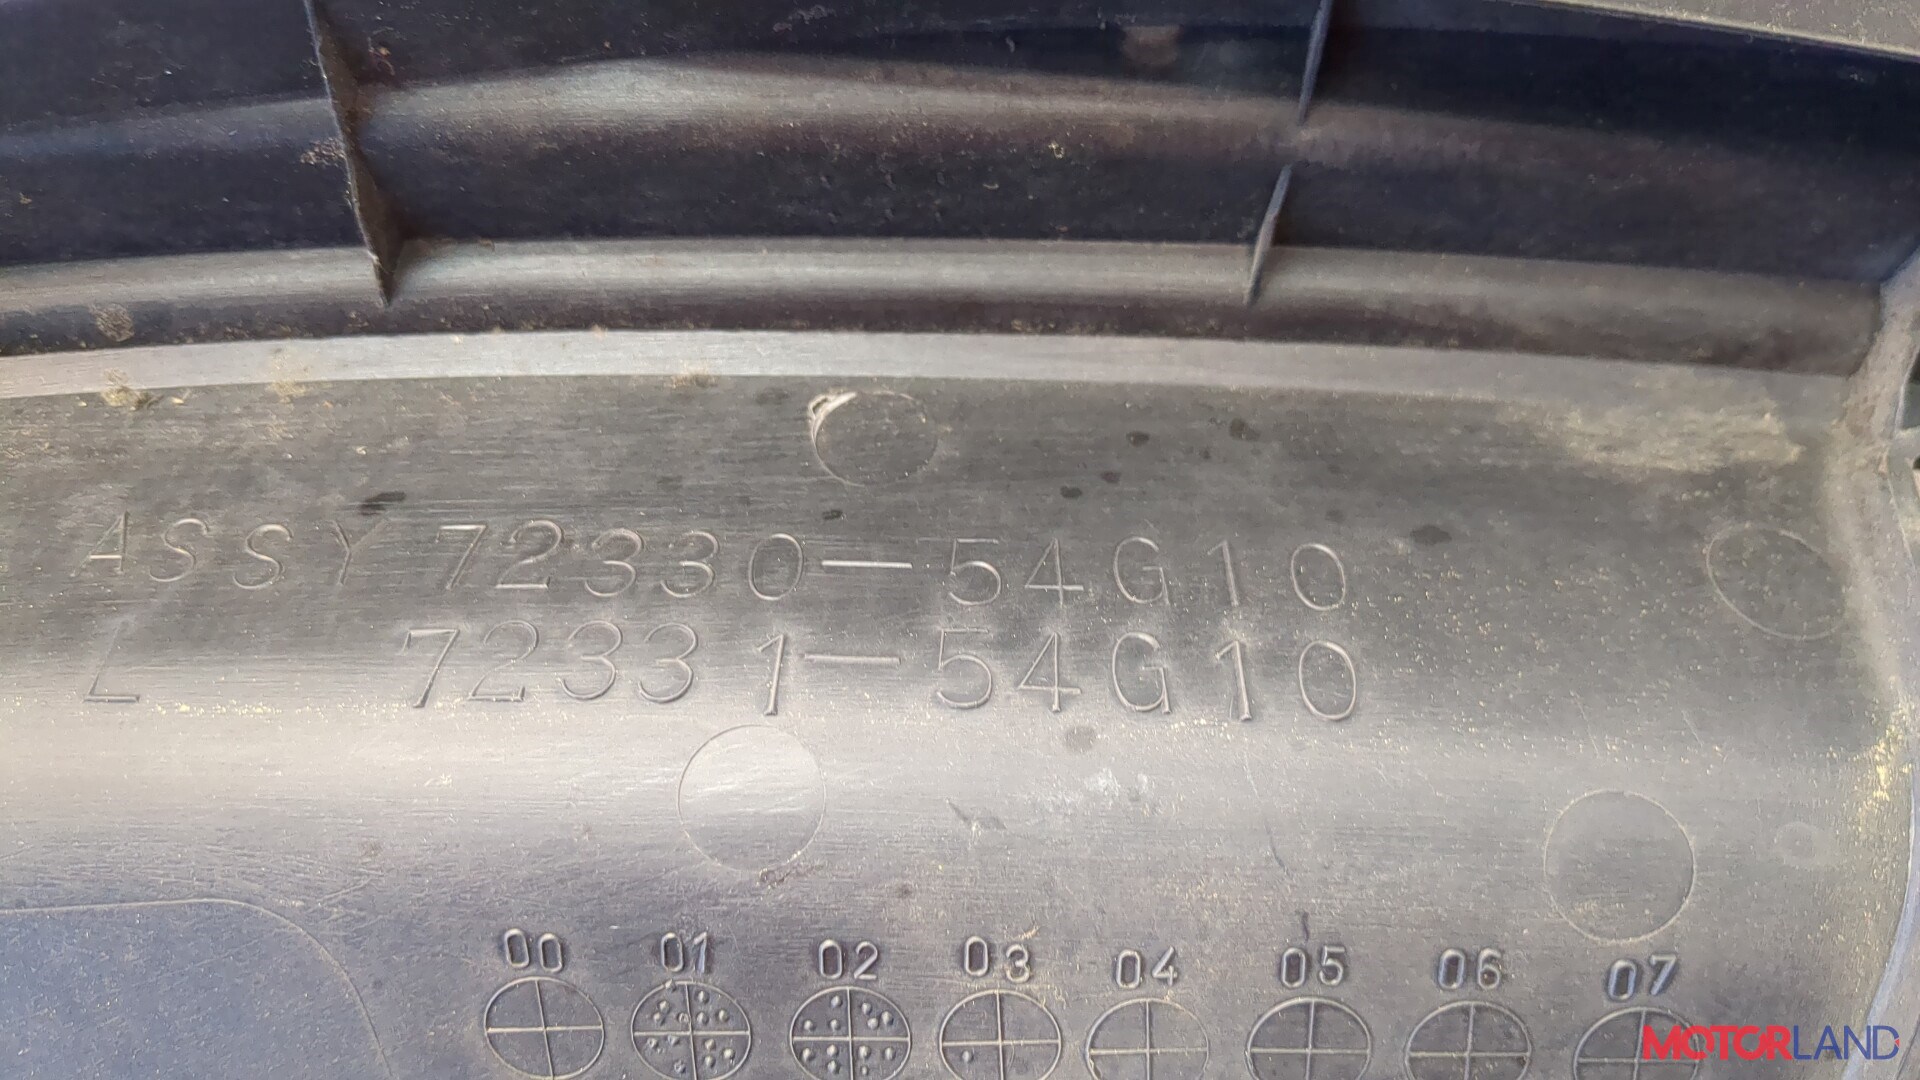 ASSY 72330-54G10
L 72331-54G10
00 01 02 03 04 05 06 07
MOTORLAND